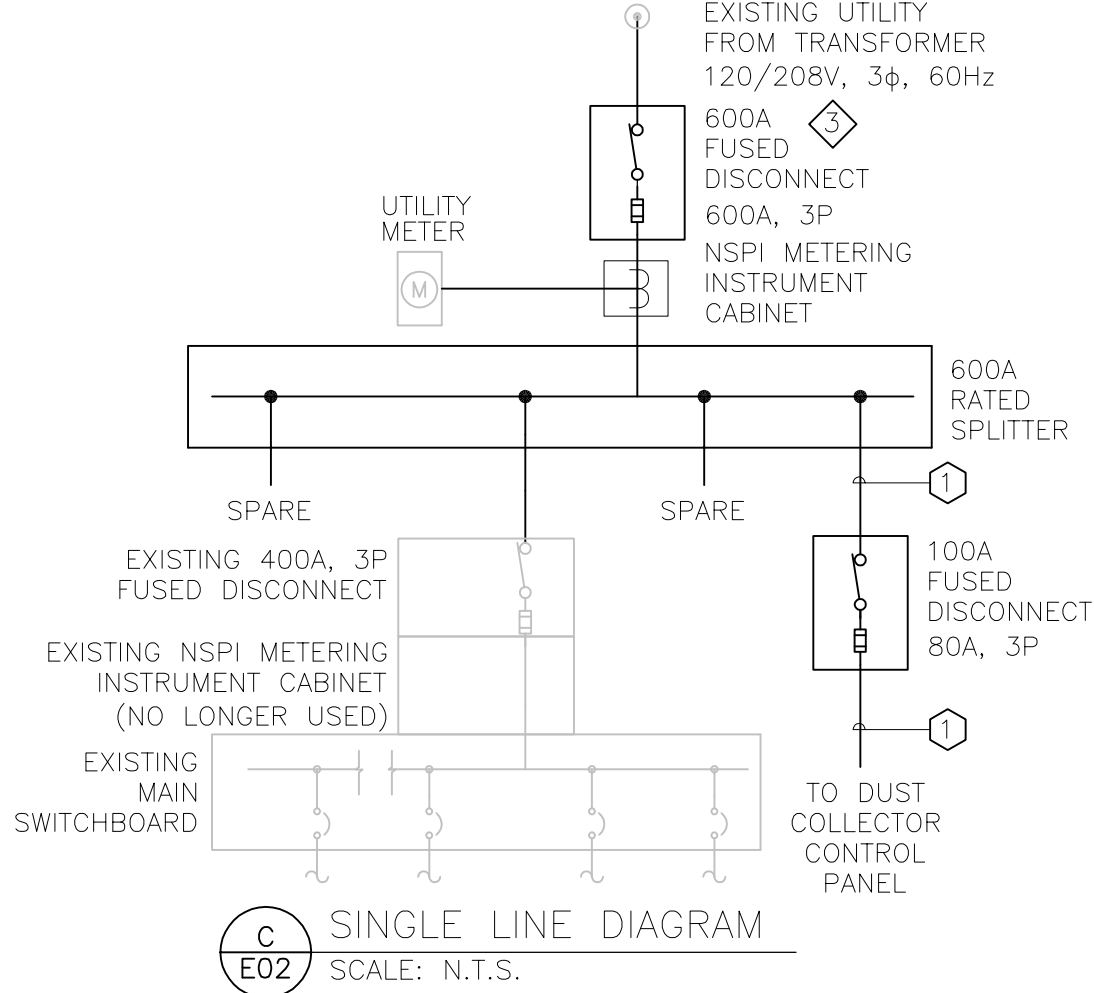 EXISTING UTILITY
FROM TRANSFORMER
120/208V, 3ϕ, 60Hz
600A
3
FUSED
DISCONNECT
600A, 3P
UTILITY
METER
M
NSPI METERING
INSTRUMENT
CABINET
600A
RATED
SPLITTER
SPARE
SPARE
1
EXISTING 400A, 3P
FUSED DISCONNECT
100A
FUSED
DISCONNECT
80A, 3P
EXISTING NSPI METERING
INSTRUMENT CABINET
(NO LONGER USED)
1
EXISTING
MAIN
SWITCHBOARD
TO DUST
COLLECTOR
CONTROL
PANEL
C
E02
SINGLE LINE DIAGRAM
SCALE: N.T.S.